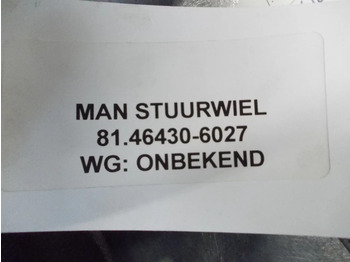 MAN STUURWIEL
81.46430-6027
WG: ONBEKEND